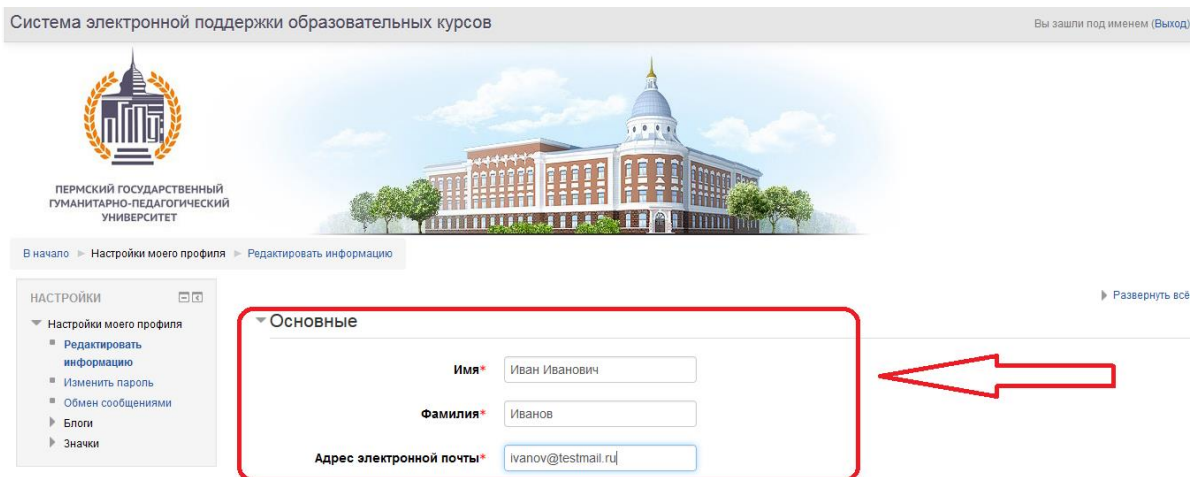 Система электронной поддержки образовательных курсов
Вы зашли под именем (Выход)
ПГГПУ
ПЕРМСКИЙ ГОСУДАРСТВЕННЫЙ
ГУМАНИТАРНО-ПЕДАГОГИЧЕСКИЙ
УНИВЕРСИТЕТ
В начало Настройки моего профиля Редактировать информацию
НАСТРОЙКИ
Настройки моего профиля
Редактировать
информацию
Изменить пароль
Обмен сообщениями
Блоги
Значки
Развернуть всё
Основные
Имя* Иван Иванович
Фамилия* Иванов
Адрес электронной почты* ivanov@testmail.ru